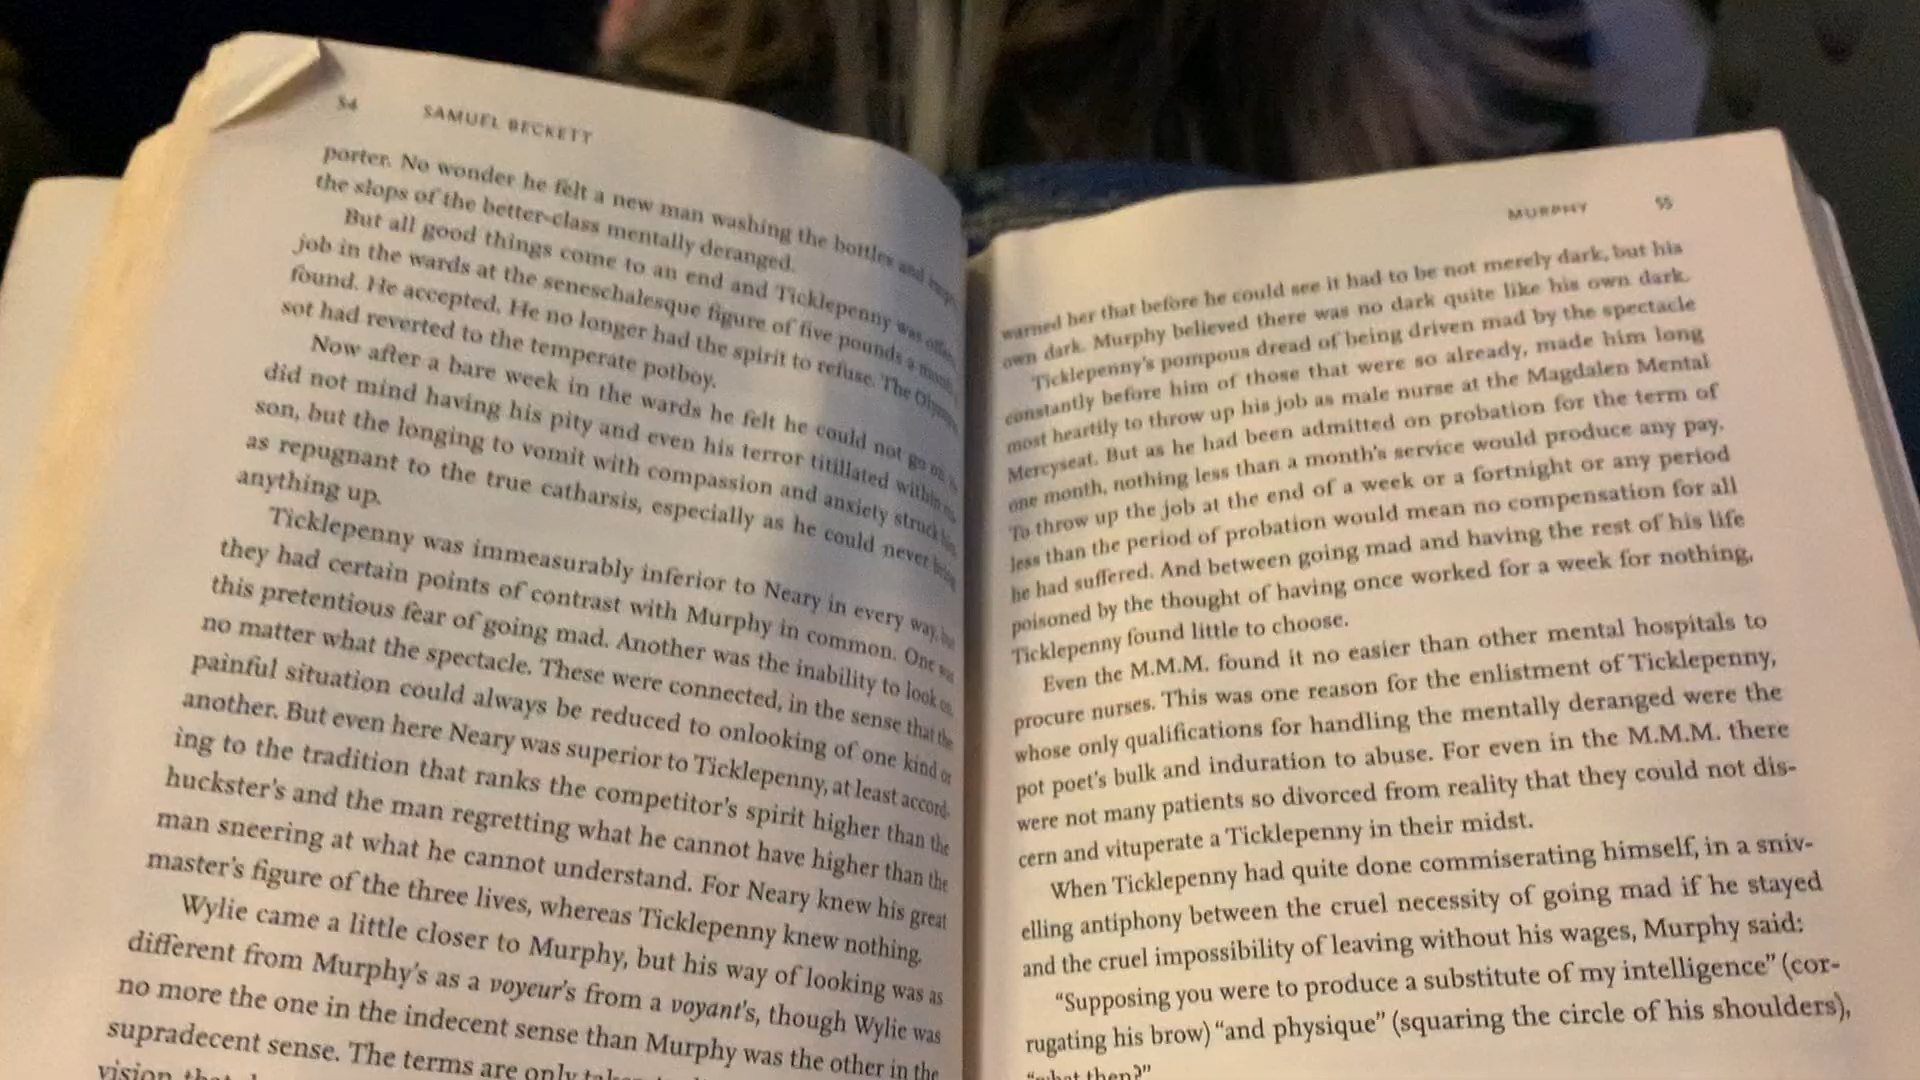 54 SAMUEL BECKETT
porter. No wonder he felt a new man washing the bottles and
the slops of the better-class mentally deranged.
But all good things come to an end and Ticklepenny was
job in the wards at the seneschalesque figure of five pounds a
found. He accepted. He no longer had the spirit to refuse. The
sot had reverted to the temperate potboy.
Now after a bare week in the wards he felt he could not go on
did not mind having his pity and even his terror titillated within
son, but the longing to vomit with compassion and anxiety struck
as repugnant to the true catharsis, especially as he could never bring
anything up.
Ticklepenny was immeasurably inferior to Neary in every way, but
they had certain points of contrast with Murphy in common. One was
this pretentious fear of going mad. Another was the inability to look on,
no matter what the spectacle. These were connected, in the sense that the
painful situation could always be reduced to onlooking of one kind or
another. But even here Neary was superior to Ticklepenny, at least accord-
ing to the tradition that ranks the competitor's spirit higher than the
huckster's and the man regretting what he cannot have higher than the
man sneering at what he cannot understand. For Neary knew his great
master's figure of the three lives, whereas Ticklepenny knew nothing.
Wylie came a little closer to Murphy, but his way of looking was as
different from Murphy's as a voyeur's from a voyant's, though Wylie was
no more the one in the indecent sense than Murphy was the other in the
supradecent sense. The terms are only
vision
MURPHY 55
warned her that before he could see it had to be not merely dark, but his
own dark. Murphy believed there was no dark quite like his own dark.
Ticklepenny's pompous dread of being driven mad by the spectacle
constantly before him of those that were so already, made him long
most heartily to throw up his job as male nurse at the Magdalen Mental
Mercyseat. But as he had been admitted on probation for the term of
one month, nothing less than a month's service would produce any pay.
To throw up the job at the end of a week or a fortnight or any period
less than the period of probation would mean no compensation for all
he had suffered. And between going mad and having the rest of his life
poisoned by the thought of having once worked for a week for nothing,
Ticklepenny found little to choose.
Even the M.M.M. found it no easier than other mental hospitals to
procure nurses. This was one reason for the enlistment of Ticklepenny,
whose only qualifications for handling the mentally deranged were the
pot poet's bulk and induration to abuse. For even in the M.M.M. there
were not many patients so divorced from reality that they could not dis-
cern and vituperate a Ticklepenny in their midst.
When Ticklepenny had quite done commiserating himself, in a sniv-
elling antiphony between the cruel necessity of going mad if he stayed
and the cruel impossibility of leaving without his wages, Murphy said:
"Supposing you were to produce a substitute of my intelligence" (cor-
rugating his brow) "and physique" (squaring the circle of his shoulders),
"what then?"